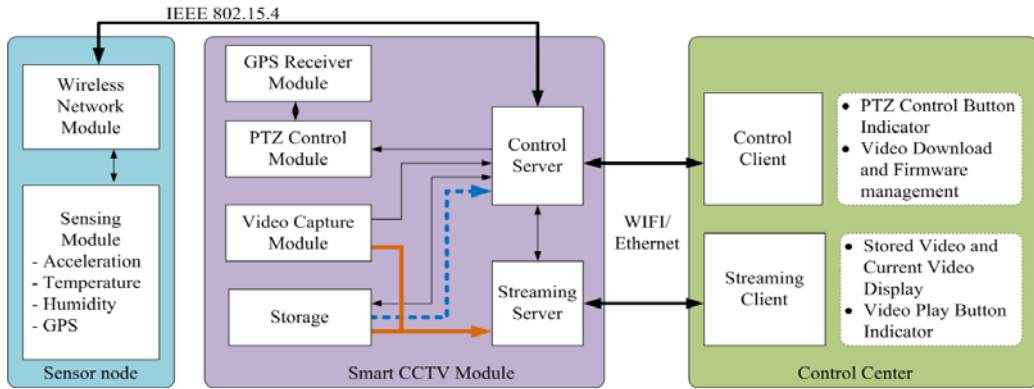 IEEE 802.15.4
Wireless
Network
Module
Sensing
Module
- Acceleration
- Temperature
- Humidity
- GPS
Sensor node
GPS Receiver
Module
PTZ Control
Module
Video Capture
Module
Storage
Control
Server
Streaming
Server
Smart CCTV Module
WIFI/
Ethernet
Control
Client
• PTZ Control Button
Indicator
• Video Download
and Firmware
management
Streaming
Client
• Stored Video and
Current Video
Display
• Video Play Button
Indicator
Control Center